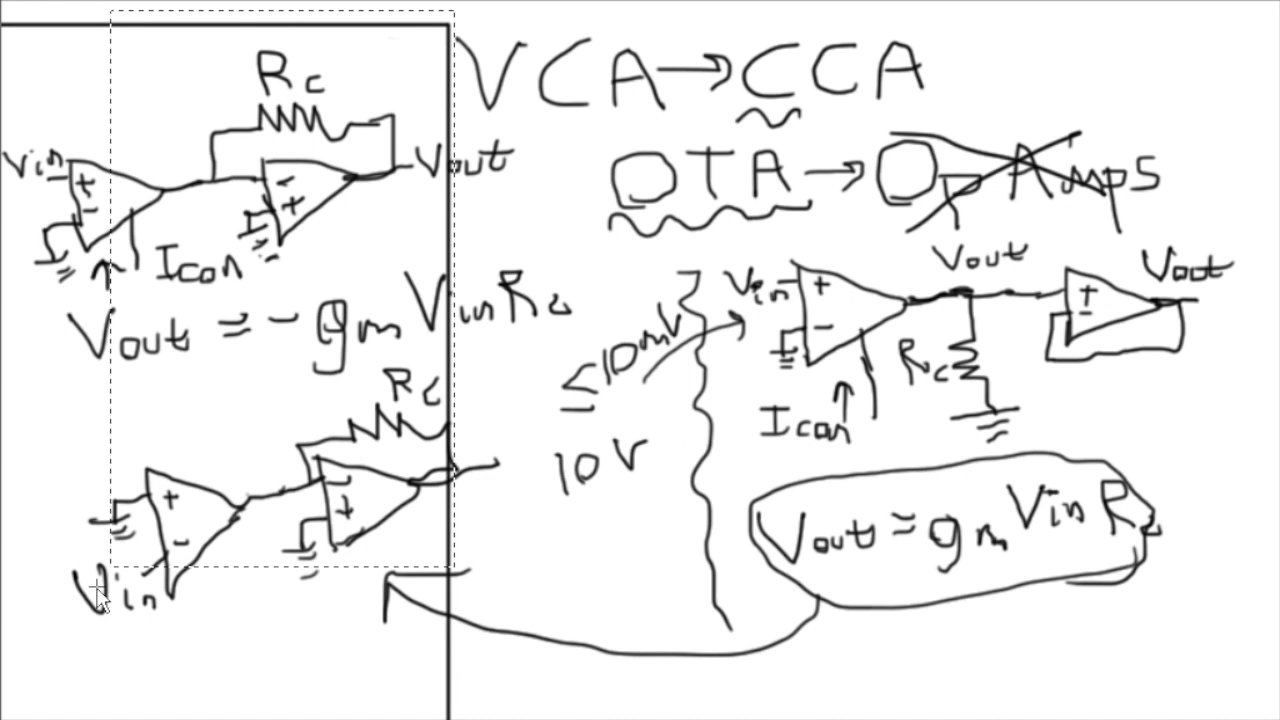 VCA → CCA
OTA → OP Amps
Rc
Vin
+
-
-
+
Vout
Icon
Vout = - gm Vin Rc
Rc
+
-
-
+
Vin
≤ 10mV
10V
Vin
+
-
Vout
+
-
Vout
Rc
Icon
Vout = gm Vin Rc